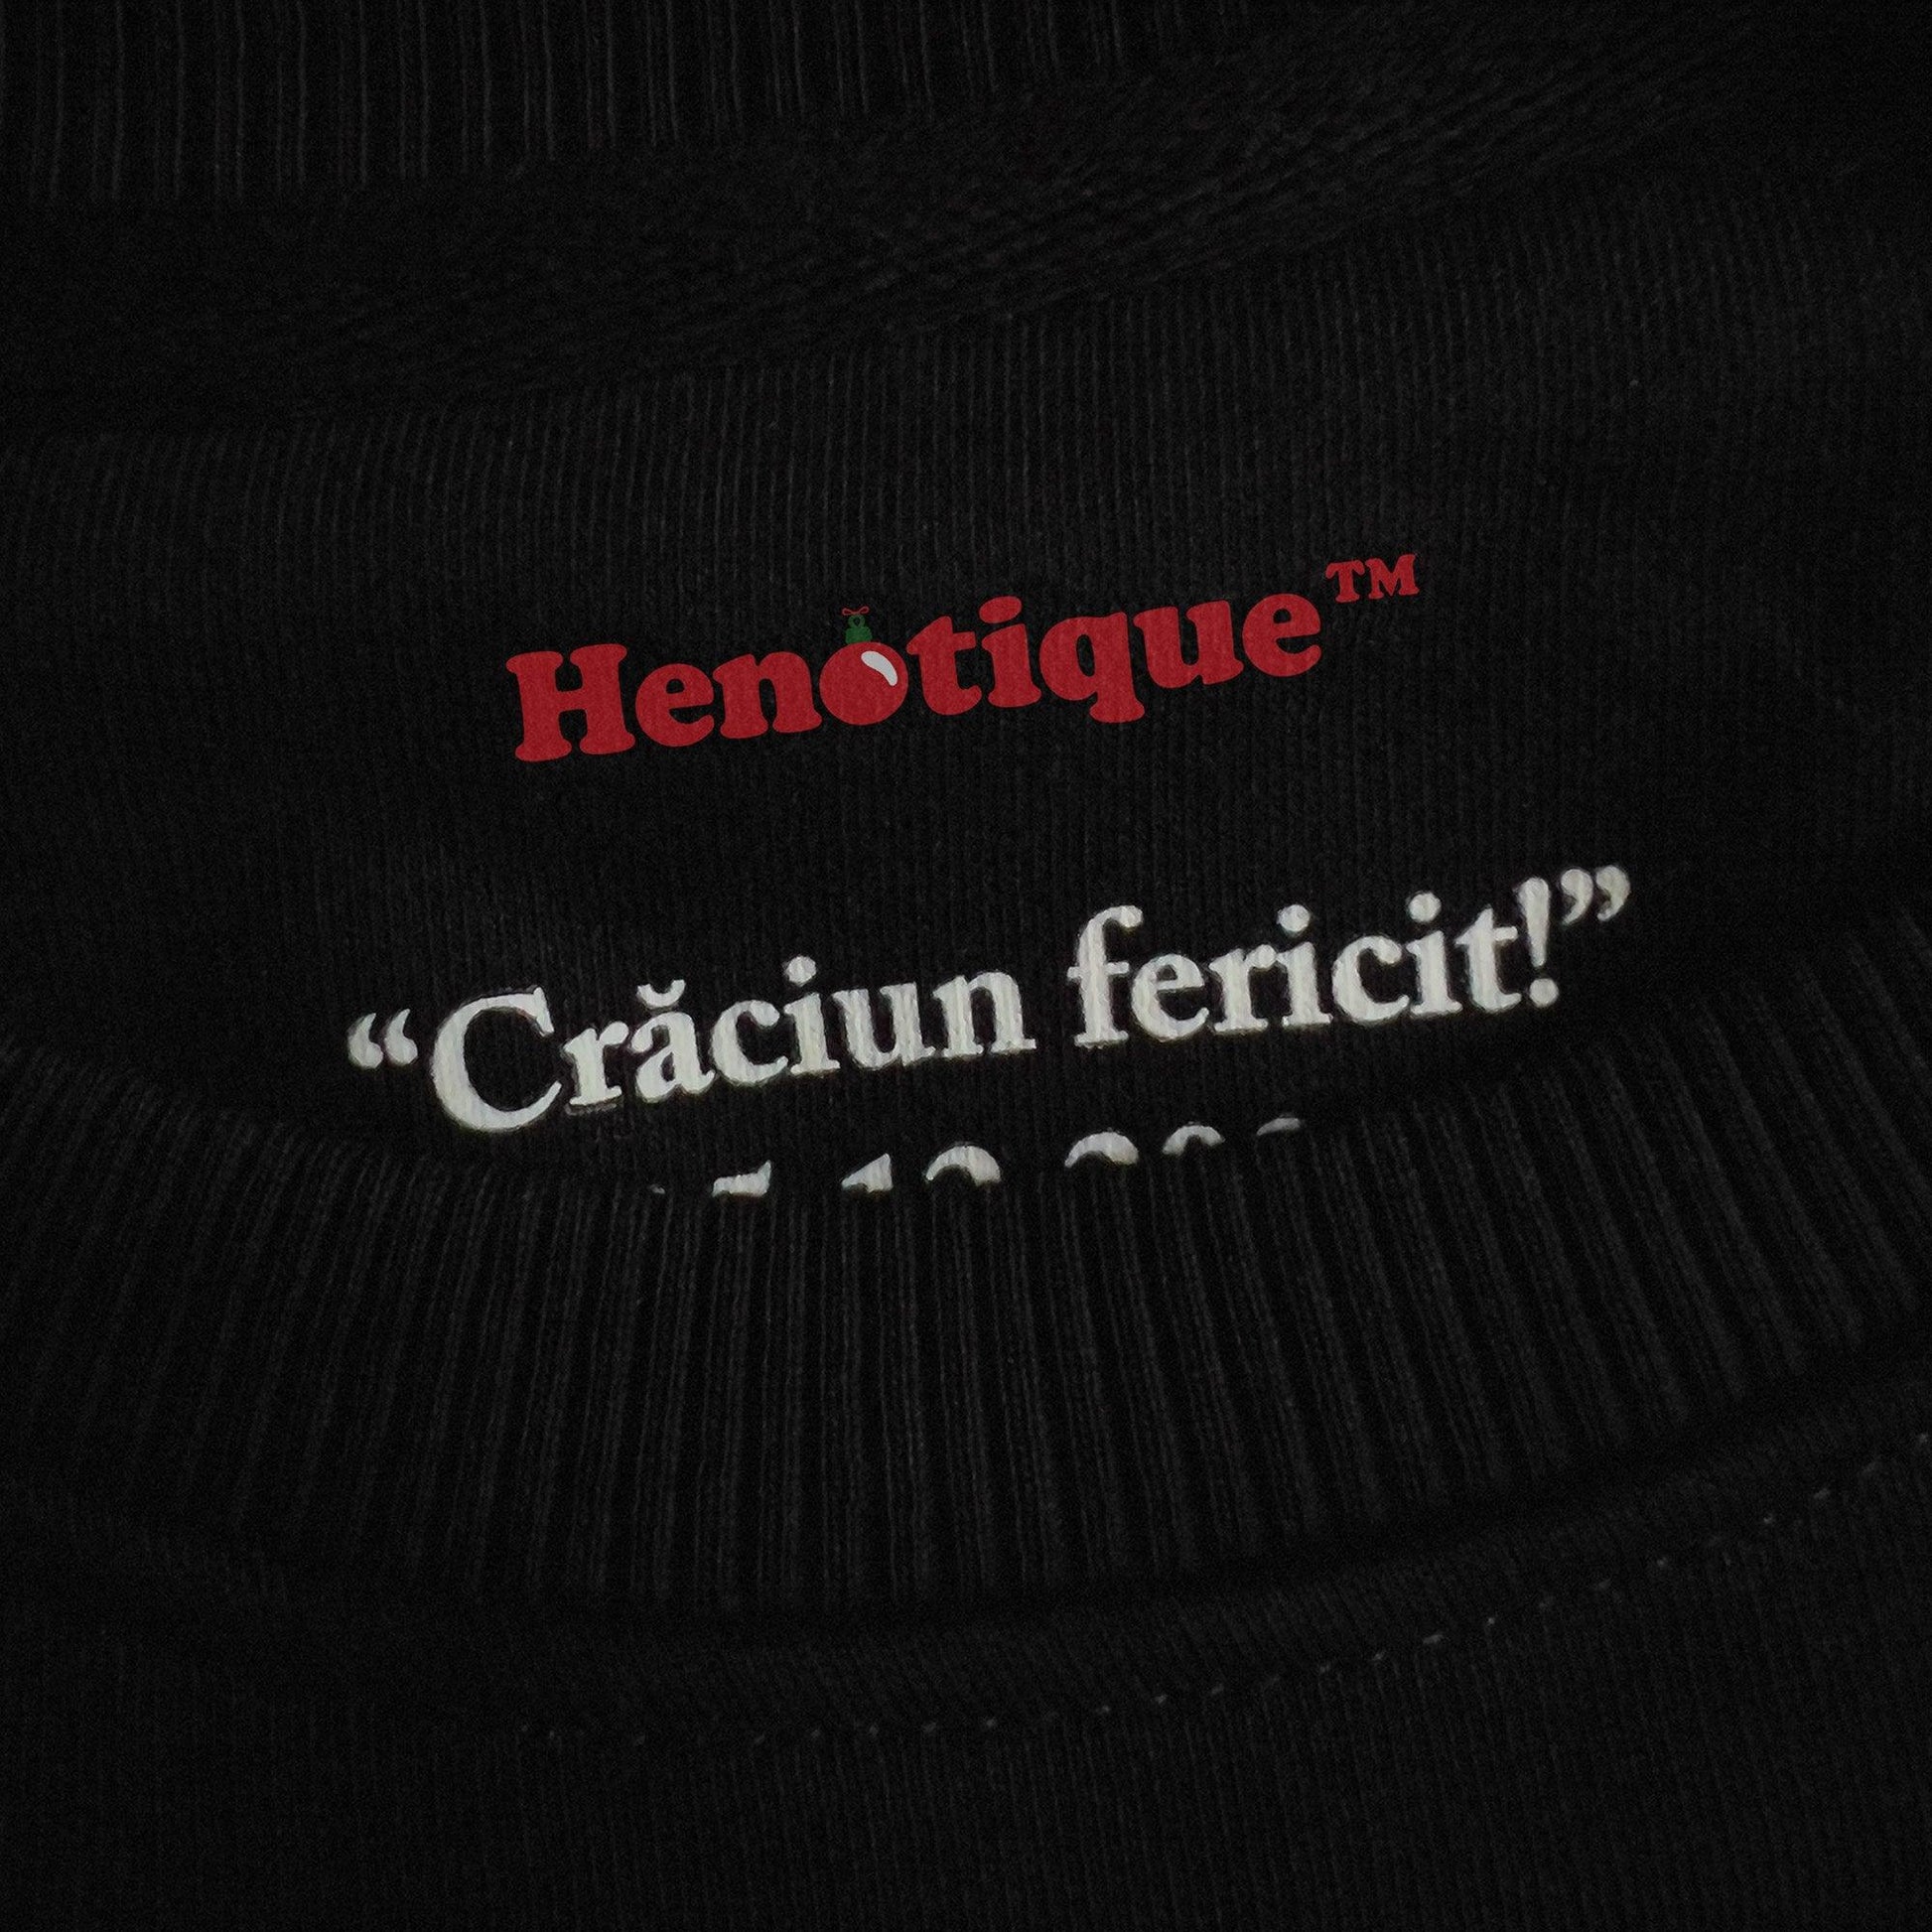 Henotique™
“Crăciun fericit!”